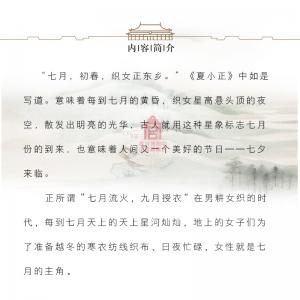 内容简介
“七月，初春，织女正东乡。”《夏小正》中如是
写道。意味着每到七月的黄昏，织女星高悬头顶的夜
空，散发出明亮的光华，古人就用这种星象标志七月
份的到来，也意味着人间又一个美好的节日——七夕
来临。
正所谓“七月流火，九月授衣”在男耕女织的时
代，每到七月天上的天上星河灿灿，地上的女子们为
了准备越冬的寒衣纺线织布，日夜忙碌，女性就是七
月的主角。